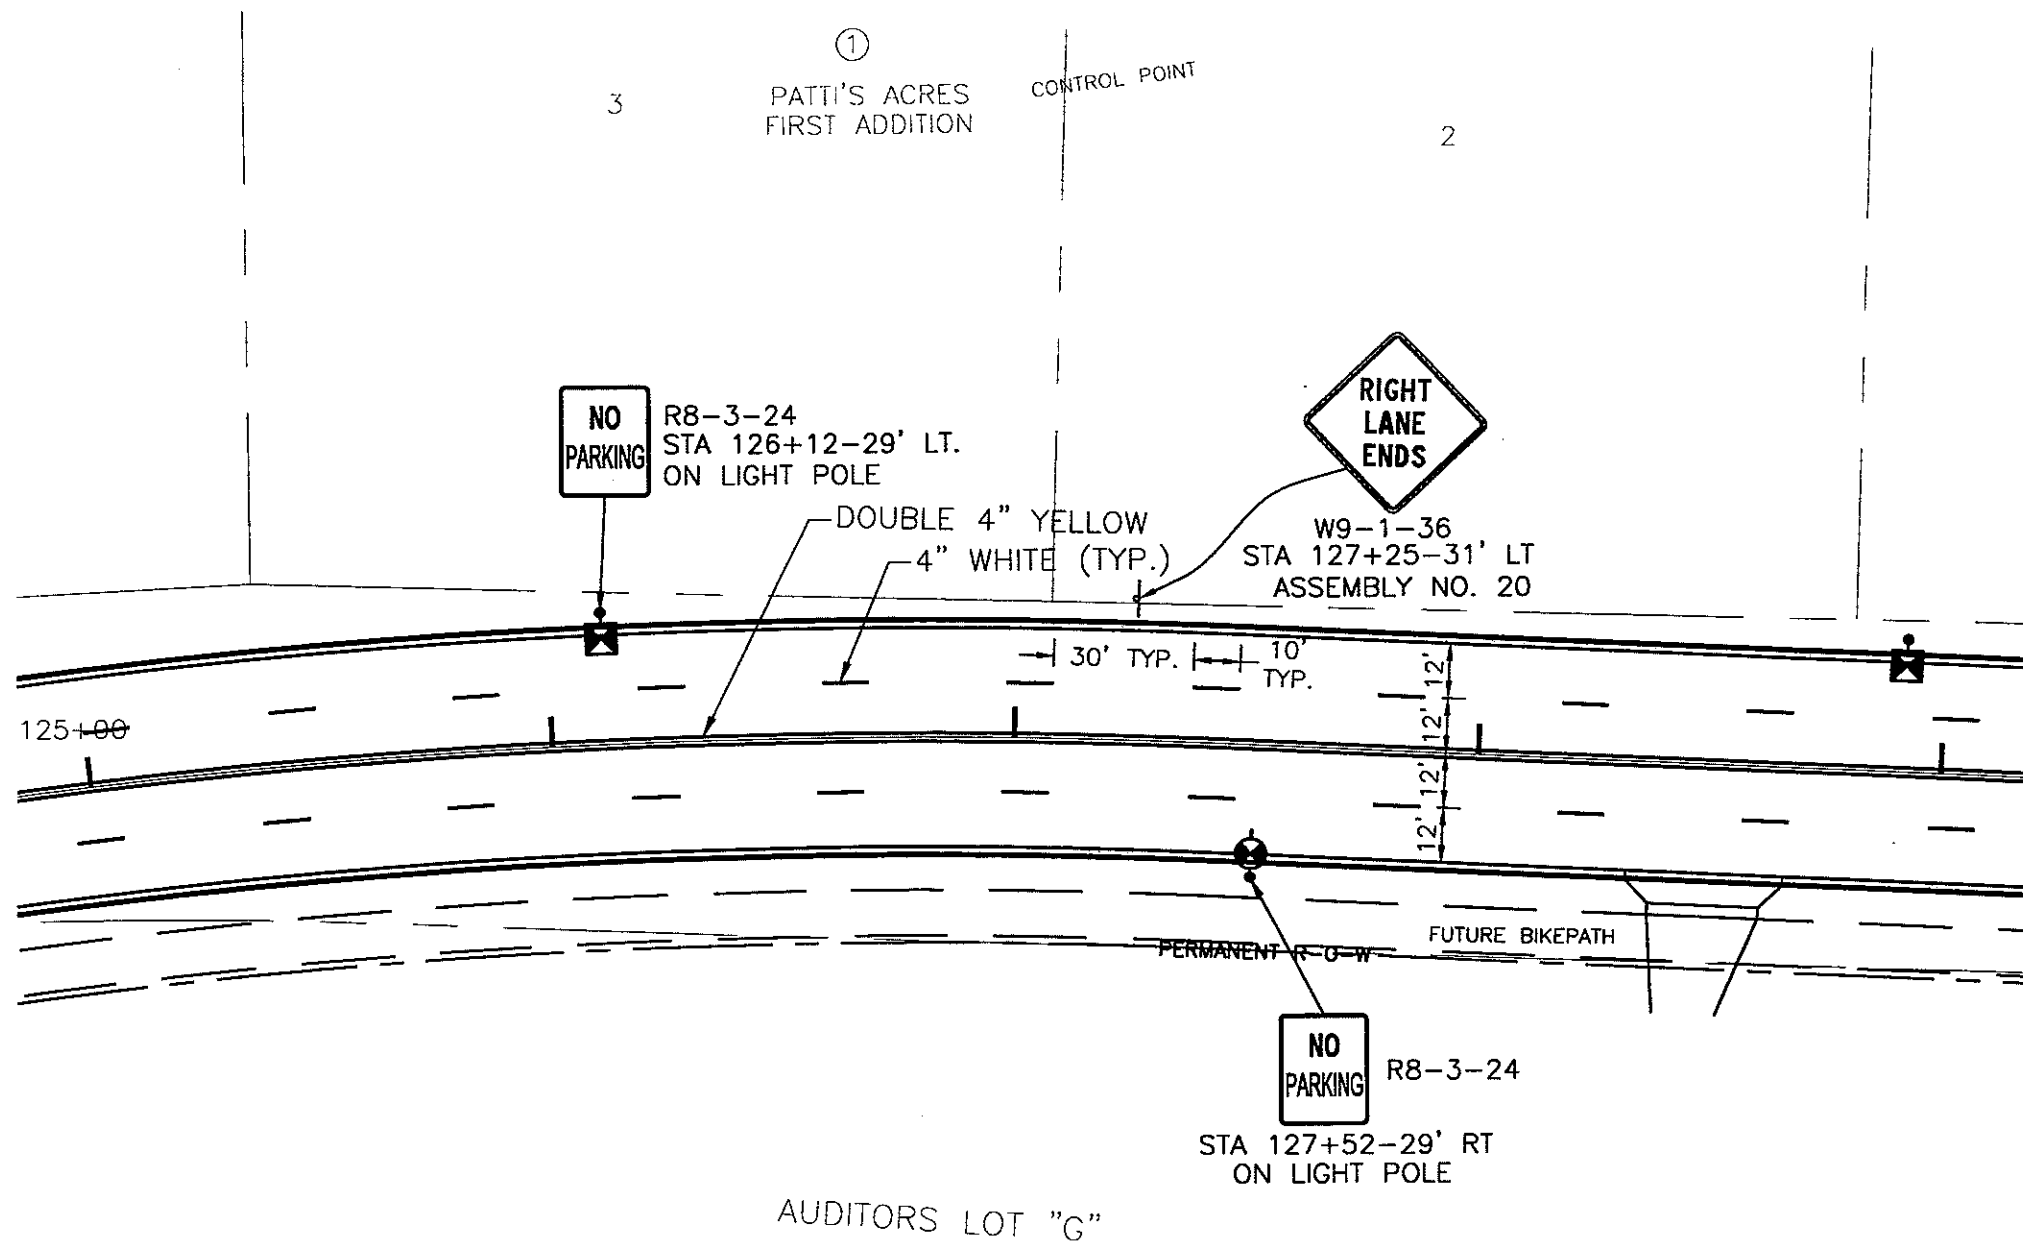 1
PATTI'S ACRES
FIRST ADDITION
3
CONTROL POINT
2
NO
PARKING
R8-3-24
STA 126+12-29' LT.
ON LIGHT POLE
RIGHT
LANE
ENDS
W9-1-36
STA 127+25-31' LT
ASSEMBLY NO. 20
DOUBLE 4" YELLOW
4" WHITE (TYP.)
30' TYP.
10'
TYP.
12'
12'
12'
12'
125+00
PERMANENT R-O-W
FUTURE BIKEPATH
NO
PARKING
R8-3-24
STA 127+52-29' RT
ON LIGHT POLE
AUDITORS LOT "G"